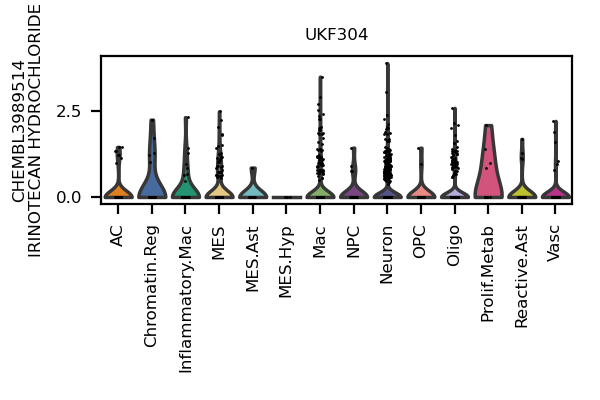 UKF304
CHEMBL3989514
IRINOTECAN HYDROCHLORIDE
2.5
0.0
AC
Chromatin.Reg
Inflammatory.Mac
MES
MES.Ast
MES.Hyp
Mac
NPC
Neuron
OPC
Oligo
Prolif.Metab
Reactive.Ast
Vasc